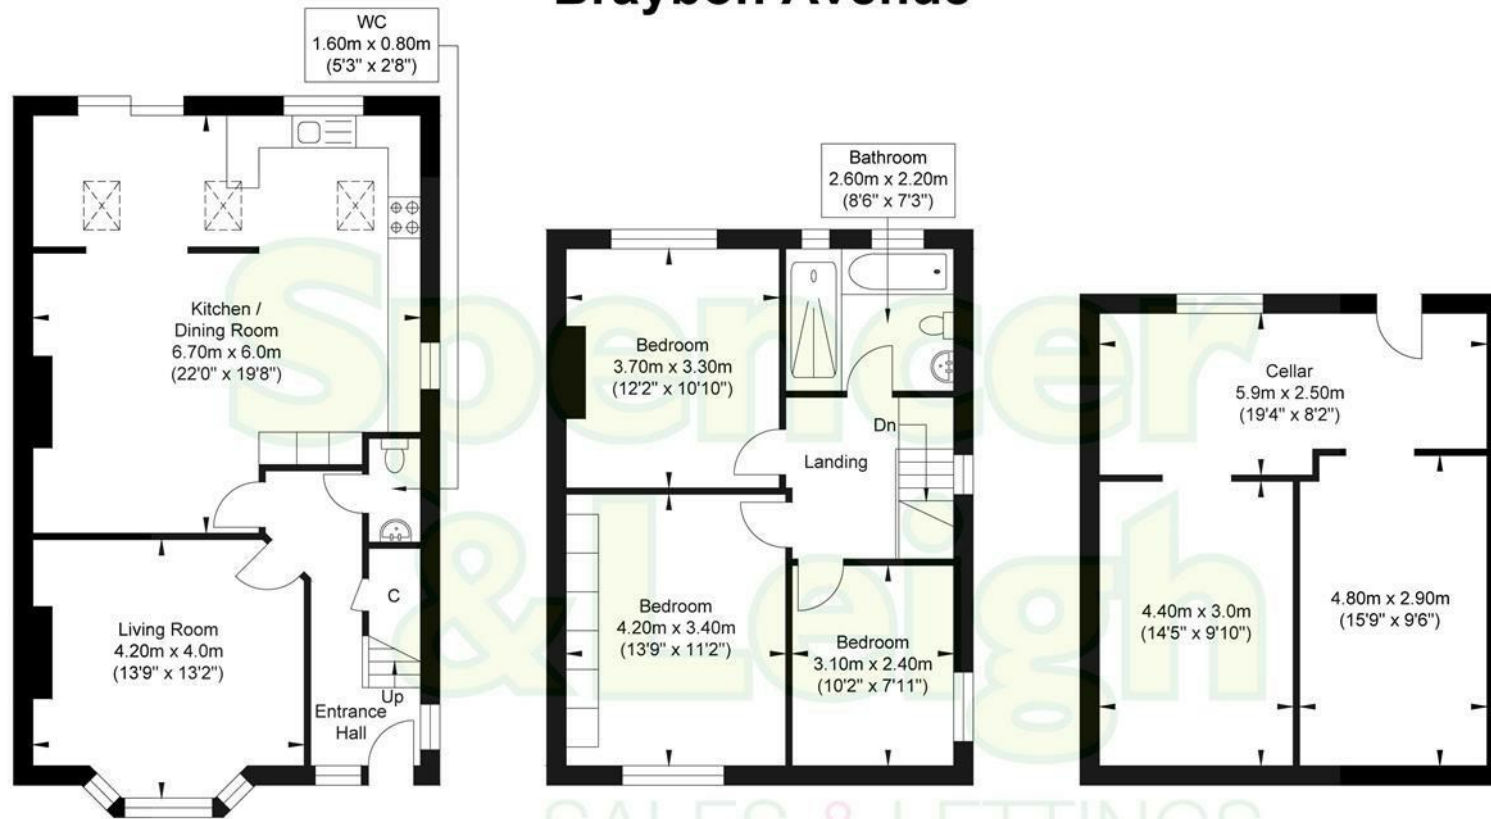 Braybon Avenue
WC
1.60m x 0.80m
(5'3" x 2'8")
Kitchen /
Dining Room
6.70m x 6.0m
(22'0" x 19'8")
Living Room
4.20m x 4.0m
(13'9" x 13'2")
C
Up
Entrance
Hall
Bathroom
2.60m x 2.20m
(8'6" x 7'3")
Bedroom
3.70m x 3.30m
(12'2" x 10'10")
Dn
Landing
Bedroom
4.20m x 3.40m
(13'9" x 11'2")
Bedroom
3.10m x 2.40m
(10'2" x 7'11")
Cellar
5.9m x 2.50m
(19'4" x 8'2")
4.40m x 3.0m
(14'5" x 9'10")
4.80m x 2.90m
(15'9" x 9'6")
Spencer
&Leigh
SALES & LETTINGS